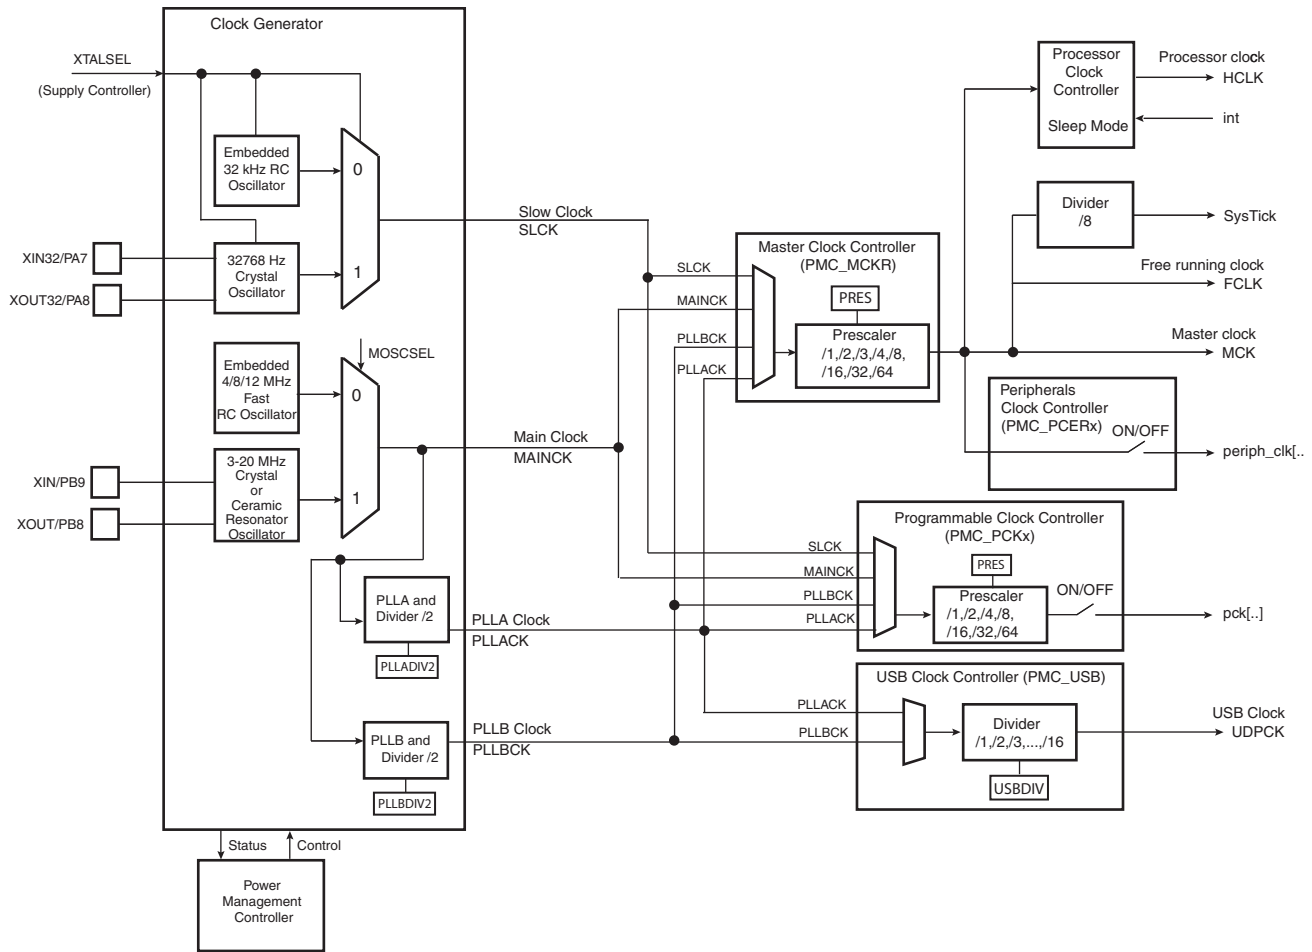 Clock Generator
XTALSEL
(Supply Controller)
Embedded
32 kHz RC
Oscillator
0
XIN32/PA7
XOUT32/PA8
32768 Hz
Crystal
Oscillator
1
Slow Clock
SLCK
MOSCSEL
Embedded
4/8/12 MHz
Fast
RC Oscillator
0
XIN/PB9
XOUT/PB8
3-20 MHz
Crystal
or
Ceramic
Resonator
Oscillator
1
Main Clock
MAINCK
PLLA and
Divider /2
PLLADIV2
PLLA Clock
PLLACK
PLLB and
Divider /2
PLLBDIV2
PLLB Clock
PLLBCK
Status
Control
Power
Management
Controller
Master Clock Controller
(PMC_MCKR)
SLCK
MAINCK
PLLBCK
PLLACK
PRES
Prescaler
/1,/2,/3,/4,/8,
/16,/32,/64
Processor
Clock
Controller
Sleep Mode
Processor clock
HCLK
int
Divider
/8
SysTick
Free running clock
FCLK
Master clock
MCK
Peripherals
Clock Controller
(PMC_PCERx)
ON/OFF
periph_clk[..
Programmable Clock Controller
(PMC_PCKx)
SLCK
MAINCK
PLLBCK
PLLACK
PRES
Prescaler
/1,/2,/4,/8,
/16,/32,/64
ON/OFF
pck[..]
USB Clock Controller (PMC_USB)
PLLACK
PLLBCK
Divider
/1,/2,/3,...,/16
USBDIV
USB Clock
UDPCK